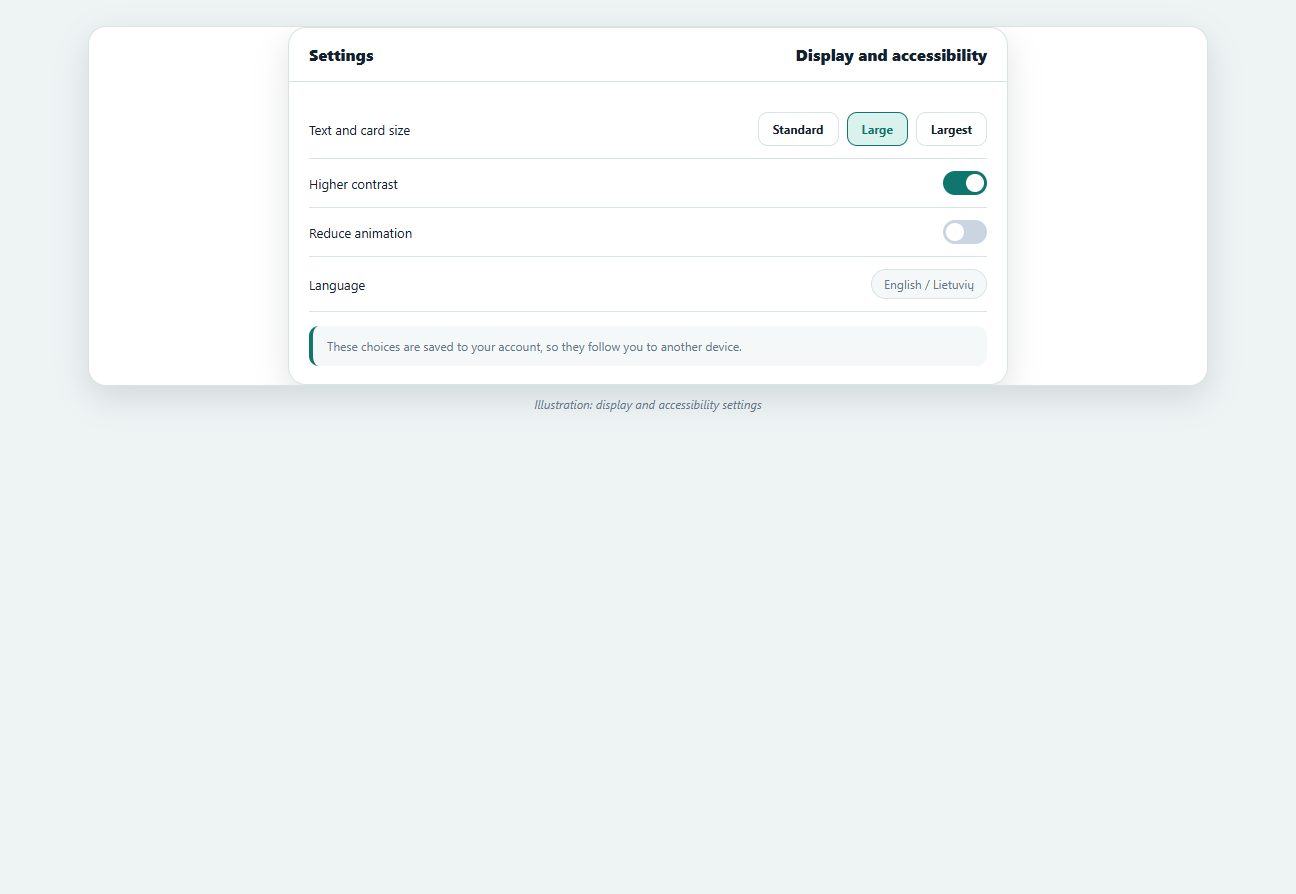 Settings
Display and accessibility
Text and card size
Standard
Large
Largest
Higher contrast
Reduce animation
Language
English / Lietuvių
These choices are saved to your account, so they follow you to another device.
Illustration: display and accessibility settings